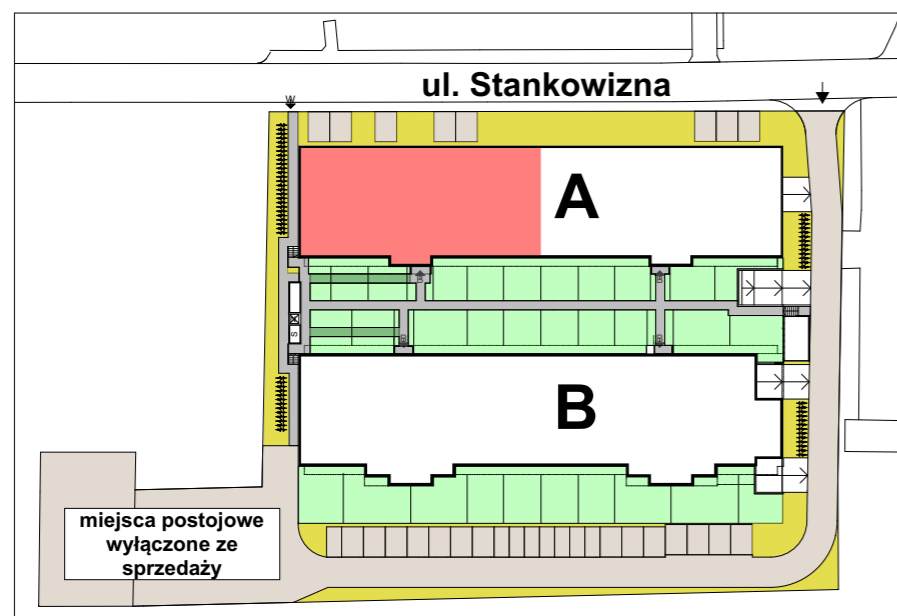 ul. Stankowizna
A
S
B
miejsca postojowe
wyłączone ze
sprzedaży